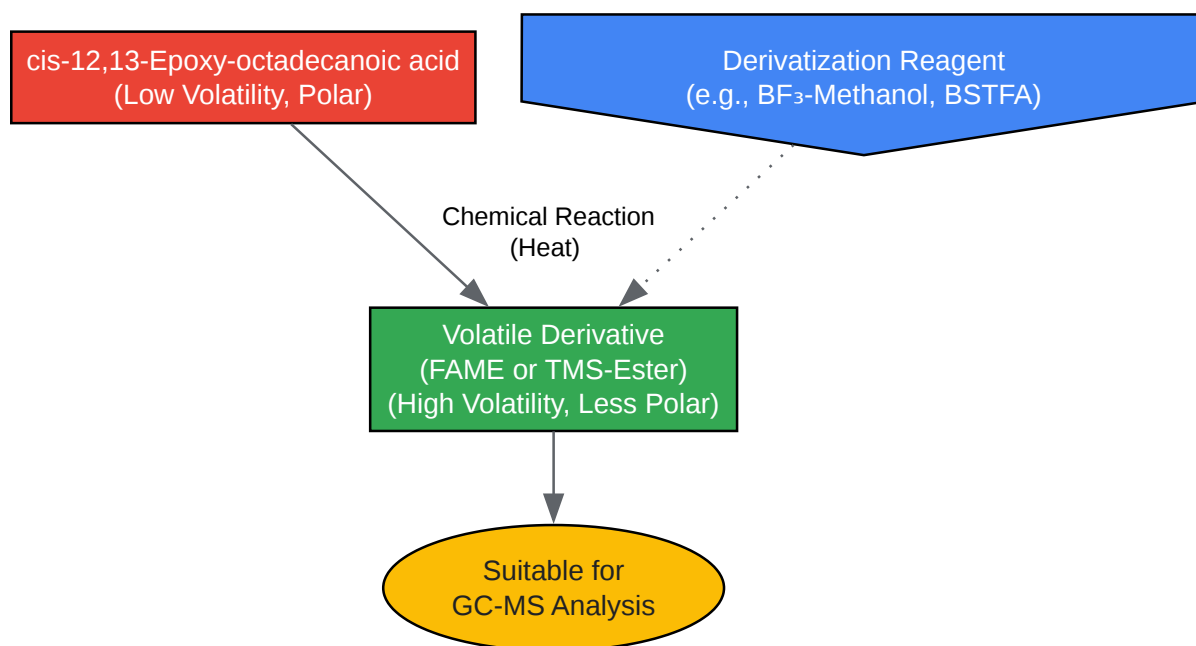 cis-12,13-Epoxy-octadecanoic acid
(Low Volatility, Polar)
Derivatization Reagent
(e.g., BF₃-Methanol, BSTFA)
Chemical Reaction
(Heat)
Volatile Derivative
(FAME or TMS-Ester)
(High Volatility, Less Polar)
Suitable for
GC-MS Analysis